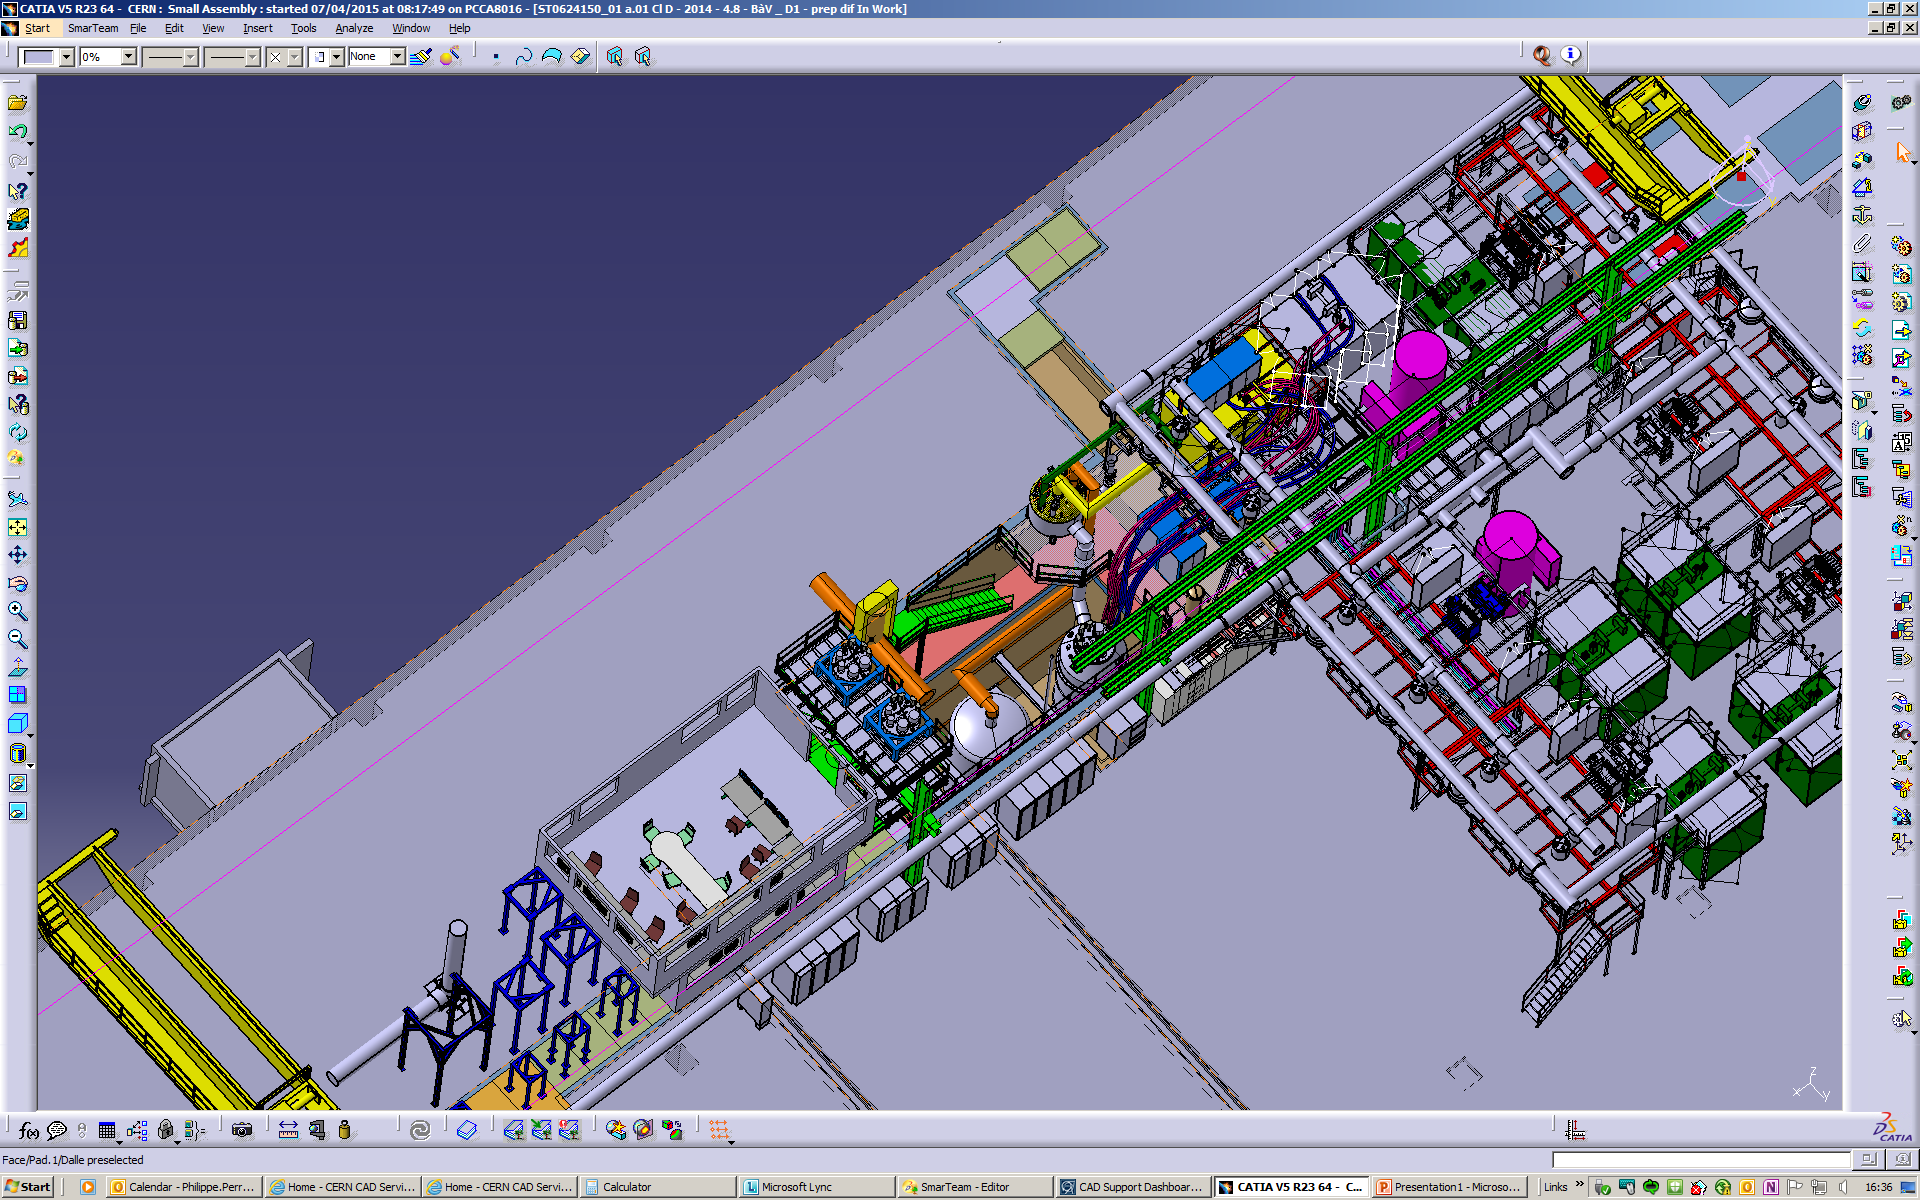 CATIA V5 R23 64 - CERN : Small Assembly : started 07/04/2015 at 08:17:49 on PCCA8016 - [ST0624150_01 a.01 Cl D - 2014 - 4.8 - BàV _ D1 - prep dif In Work]
Start SmarTeam File Edit View Insert Tools Analyze Window Help
0% None
z
x y
f(x)
DS CATIA
Face/Pad.1/Dalle preselected
Start Calendar - Philippe.Perr... Home - CERN CAD Servi... Home - CERN CAD Servi... Calculator Microsoft Lync SmarTeam - Editor CAD Support Dashboar... CATIA V5 R23 64 - C... Presentation1 - Microso... Links » 16:36